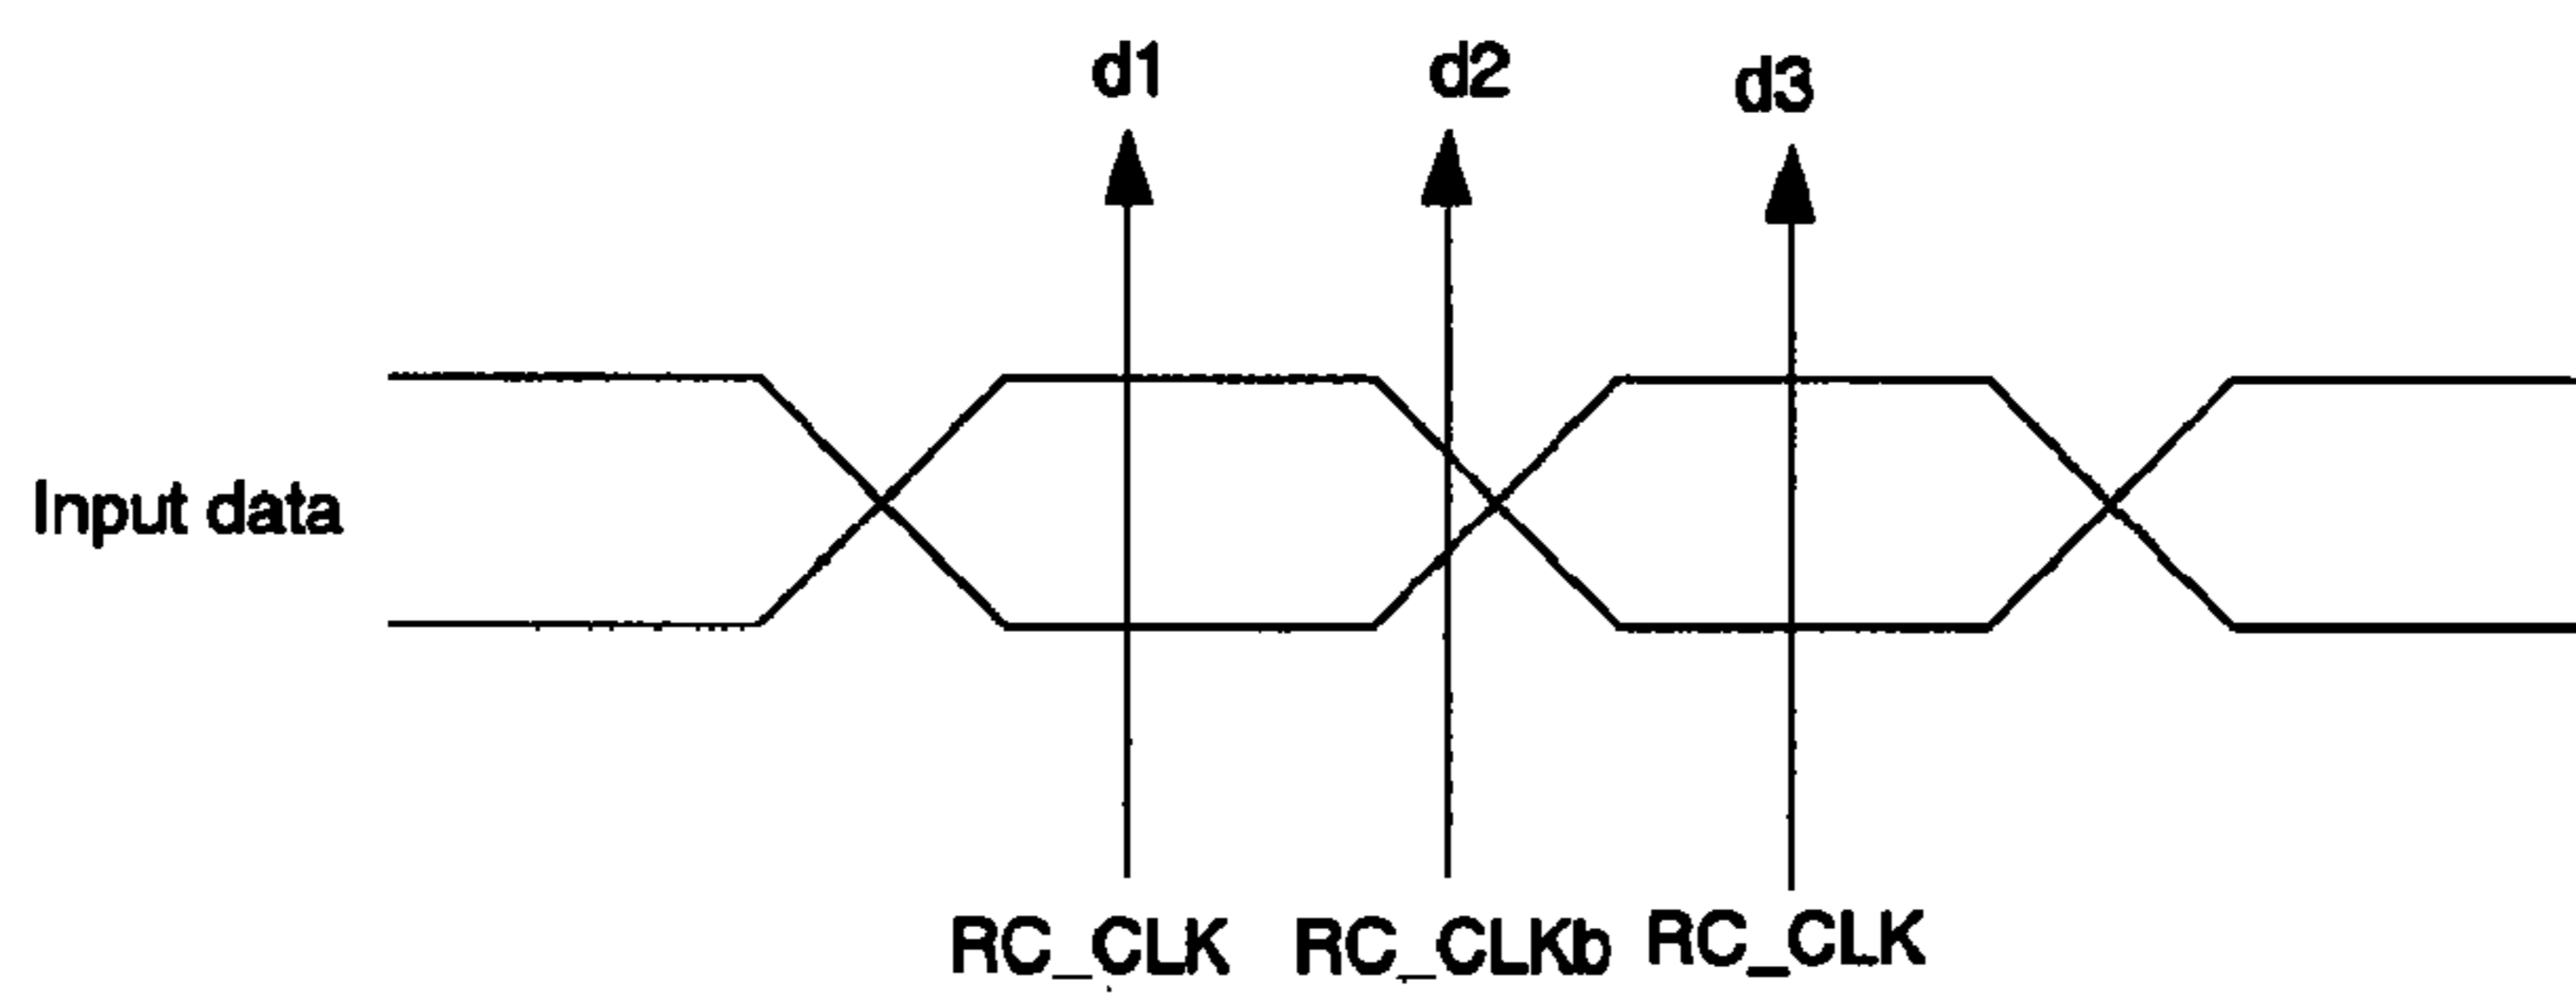 d1 d2 d3
Input data
RC_CLK RC_CLKb RC_CLK